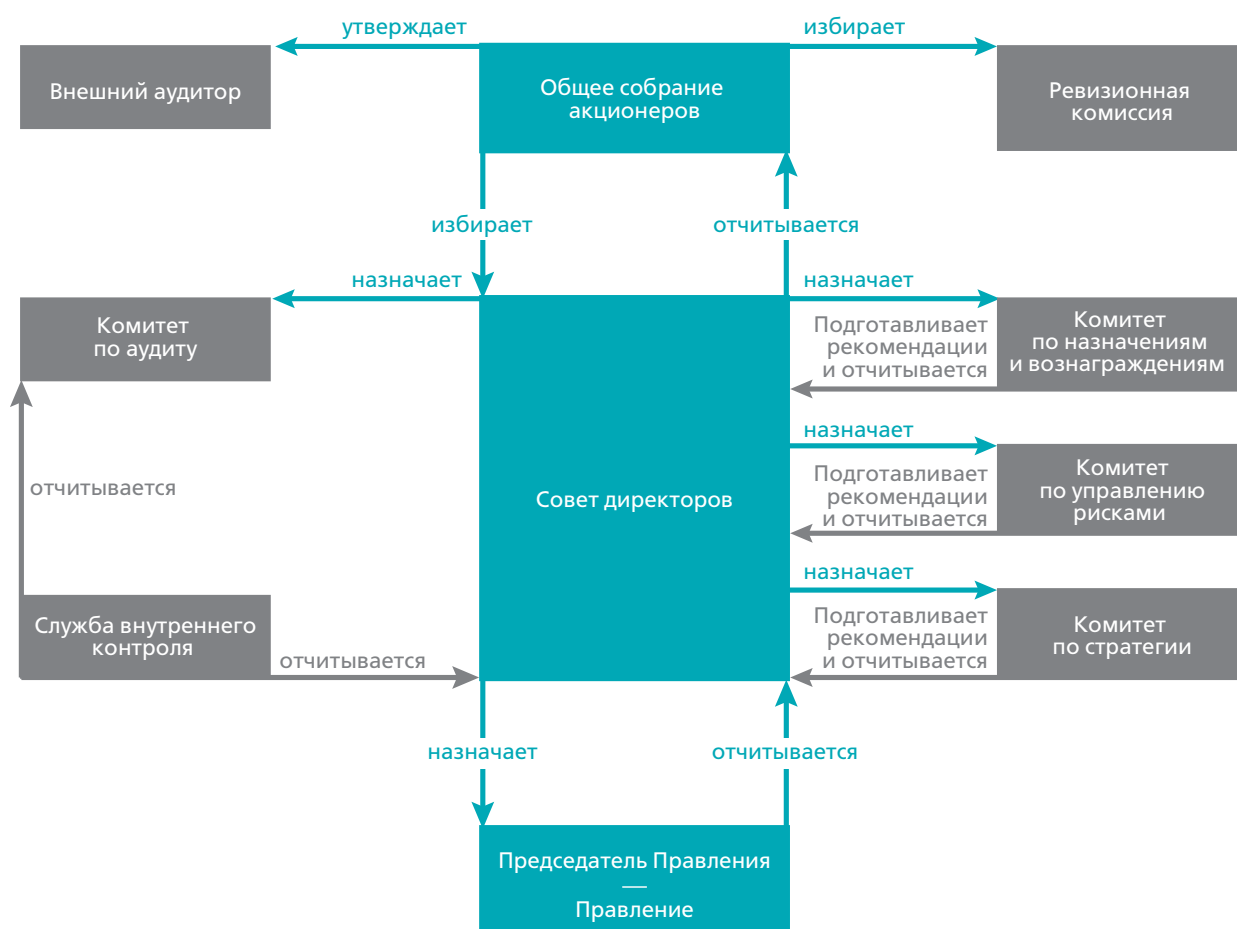 утверждает
избирает
Внешний аудитор
Общее собрание
акционеров
Ревизионная
комиссия
избирает
отчитывается
назначает
назначает
Комитет
по аудиту
Подготавливает
рекомендации
и отчитывается
Комитет
по назначениям
и вознаграждениям
назначает
отчитывается
Совет директоров
Подготавливает
рекомендации
и отчитывается
Комитет
по управлению
рисками
назначает
Служба внутреннего
контроля
отчитывается
Подготавливает
рекомендации
и отчитывается
Комитет
по стратегии
назначает
отчитывается
Председатель Правления
—
Правление